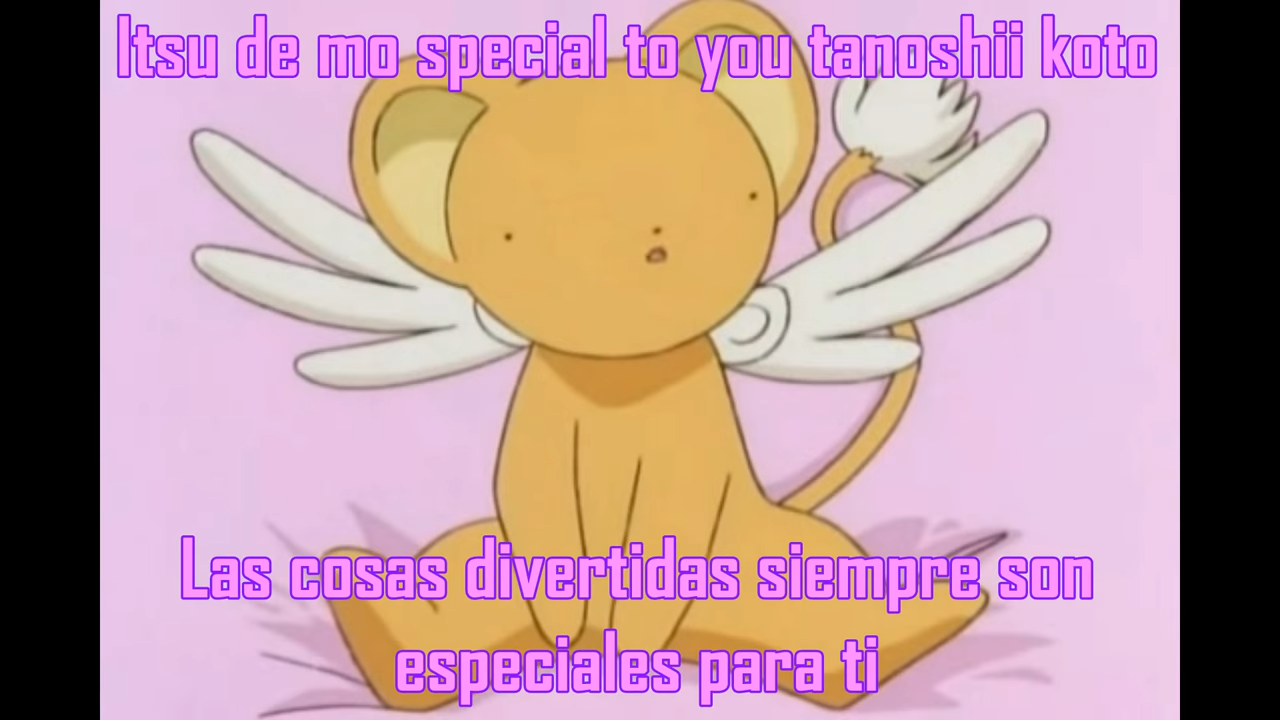 Itsu de mo special to you tanoshii koto
Las cosas divertidas siempre son
especiales para ti